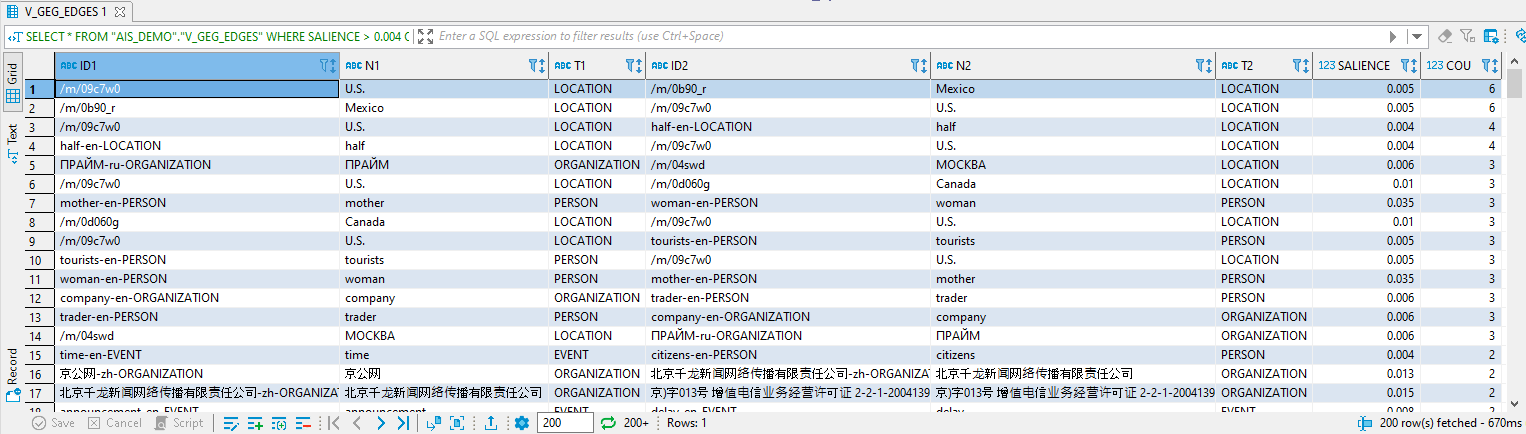 V_GEG_EDGES 1
SELECT * FROM "AIS_DEMO"."V_GEG_EDGES" WHERE SALIENCE > 0.004 Enter a SQL expression to filter results (use Ctrl+Space)
Grid
Text
Record
ABC ID1 ABC N1 ABC T1 ABC ID2 ABC N2 ABC T2 123 SALIENCE 123 COU
1 /m/09c7w0 U.S. LOCATION /m/0b90_r Mexico LOCATION 0.005 6
2 /m/0b90_r Mexico LOCATION /m/09c7w0 U.S. LOCATION 0.005 6
3 /m/09c7w0 U.S. LOCATION half-en-LOCATION half LOCATION 0.004 4
4 half-en-LOCATION half LOCATION /m/09c7w0 U.S. LOCATION 0.004 4
5 ПРАЙМ-ru-ORGANIZATION ПРАЙМ ORGANIZATION /m/04swd МОСКВА LOCATION 0.006 3
6 /m/09c7w0 U.S. LOCATION /m/0d060g Canada LOCATION 0.01 3
7 mother-en-PERSON mother PERSON woman-en-PERSON woman PERSON 0.035 3
8 /m/0d060g Canada LOCATION /m/09c7w0 U.S. LOCATION 0.01 3
9 /m/09c7w0 U.S. LOCATION tourists-en-PERSON tourists PERSON 0.005 3
10 tourists-en-PERSON tourists PERSON /m/09c7w0 U.S. LOCATION 0.005 3
11 woman-en-PERSON woman PERSON mother-en-PERSON mother PERSON 0.035 3
12 company-en-ORGANIZATION company ORGANIZATION trader-en-PERSON trader PERSON 0.006 3
13 trader-en-PERSON trader PERSON company-en-ORGANIZATION company ORGANIZATION 0.006 3
14 /m/04swd МОСКВА LOCATION ПРАЙМ-ru-ORGANIZATION ПРАЙМ ORGANIZATION 0.006 3
15 time-en-EVENT time EVENT citizens-en-PERSON citizens PERSON 0.004 2
16 京公网-zh-ORGANIZATION 京公网 ORGANIZATION 北京千龙新闻网络传播有限责任公司-zh-ORGANIZ 北京千龙新闻网络传播有限责任公司 ORGANIZATION 0.013 2
17 北京千龙新闻网络传播有限责任公司-zh-ORGANIZAT 北京千龙新闻网络传播有限责任公司 ORGANIZATION 京)字013号 增值电信业务经营许可证 2-2-1-2004139 京)字013号 增值电信业务经营许可证 2-2-1-2004139 ORGANIZATION 0.015 2
18 announcement-en-EVENT announcement EVENT delay-en-EVENT delay EVENT 0.008 2
Save Cancel Script 200 200+ Rows: 1 200 row(s) fetched - 670ms